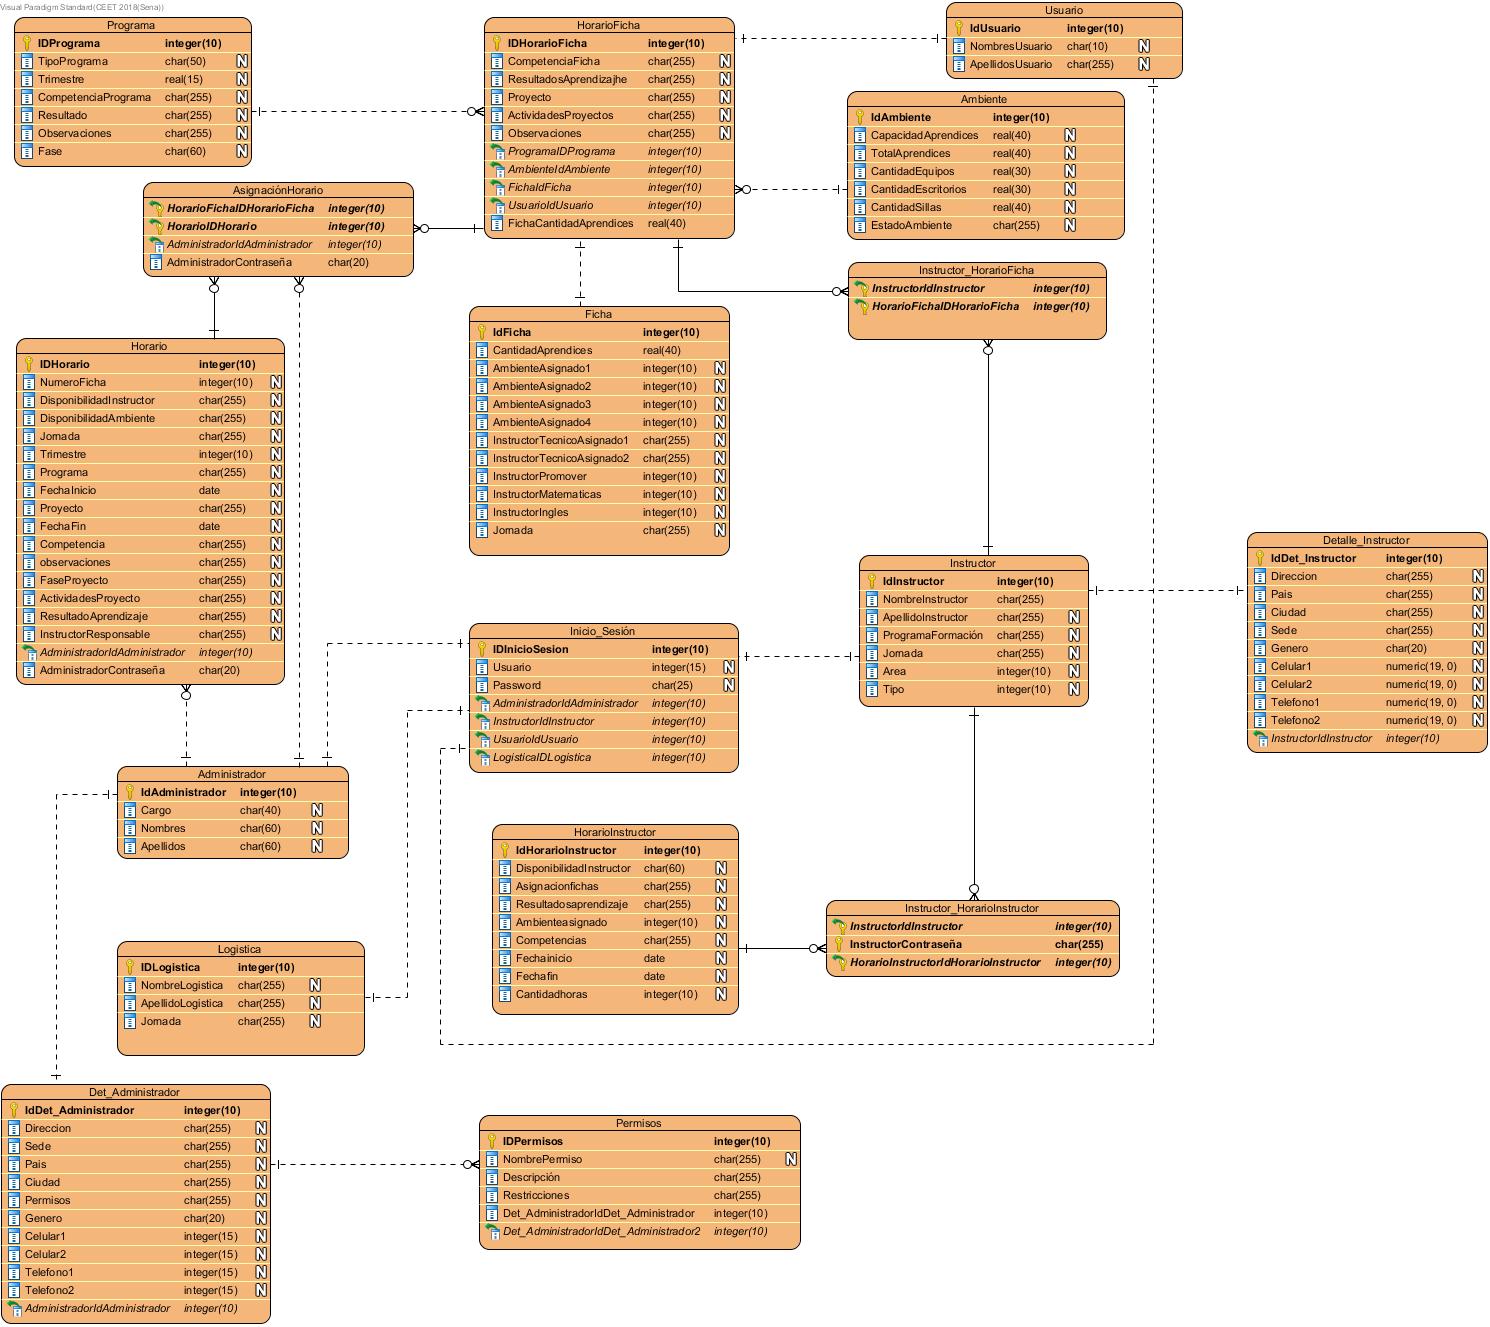 Visual Paradigm Standard(CEET 2018(Sena))
Programa
IDPrograma integer(10)
TipoPrograma char(50) N
Trimestre real(15) N
CompetenciaPrograma char(255) N
Resultado char(255) N
Observaciones char(255) N
Fase char(60) N
HorarioFicha
IDHorarioFicha integer(10)
CompetenciaFicha char(255) N
ResultadosAprendizajhe char(255) N
Proyecto char(255) N
ActividadesProyectos char(255) N
Observaciones char(255) N
ProgramaIDPrograma integer(10)
AmbienteIdAmbiente integer(10)
FichaIdFicha integer(10)
UsuarioIdUsuario integer(10)
FichaCantidadAprendices real(40)
Usuario
IdUsuario integer(10)
NombresUsuario char(10) N
ApellidosUsuario char(255) N
Ambiente
IdAmbiente integer(10)
CapacidadAprendices real(40) N
TotalAprendices real(40) N
CantidadEquipos real(30) N
CantidadEscritorios real(30) N
CantidadSillas real(40) N
EstadoAmbiente char(255) N
AsignaciónHorario
HorarioFichaIDHorarioFicha integer(10)
HorarioIDHorario integer(10)
AdministradorIdAdministrador integer(10)
AdministradorContraseña char(20)
Instructor_HorarioFicha
InstructorIdInstructor integer(10)
HorarioFichaIDHorarioFicha integer(10)
Ficha
IdFicha integer(10)
CantidadAprendices real(40)
AmbienteAsignado1 integer(10) N
AmbienteAsignado2 integer(10) N
AmbienteAsignado3 integer(10) N
AmbienteAsignado4 integer(10) N
InstructorTecnicoAsignado1 char(255) N
InstructorTecnicoAsignado2 char(255) N
InstructorPromover integer(10) N
InstructorMatematicas integer(10) N
InstructorIngles integer(10) N
Jornada char(255) N
Horario
IDHorario integer(10)
NumeroFicha integer(10) N
DisponibilidadInstructor char(255) N
DisponibilidadAmbiente char(255) N
Jornada char(255) N
Trimestre integer(10) N
Programa char(255) N
FechaInicio date N
Proyecto char(255) N
FechaFin date N
Competencia char(255) N
observaciones char(255) N
FaseProyecto char(255) N
ActividadesProyecto char(255) N
ResultadoAprendizaje char(255) N
InstructorResponsable char(255) N
AdministradorIdAdministrador integer(10)
AdministradorContraseña char(20)
Instructor
IdInstructor integer(10)
NombreInstructor char(255)
ApellidoInstructor char(255) N
ProgramaFormación char(255) N
Jornada char(255) N
Area integer(10) N
Tipo integer(10) N
Detalle_Instructor
IdDet_Instructor integer(10)
Direccion char(255) N
Pais char(255) N
Ciudad char(255) N
Sede char(255) N
Genero char(20) N
Celular1 numeric(19, 0) N
Celular2 numeric(19, 0) N
Telefono1 numeric(19, 0) N
Telefono2 numeric(19, 0) N
InstructorIdInstructor integer(10)
Inicio_Sesión
IDInicioSesion integer(10)
Usuario integer(15) N
Password char(25) N
AdministradorIdAdministrador integer(10)
InstructorIdInstructor integer(10)
UsuarioIdUsuario integer(10)
LogisticaIDLogistica integer(10)
Administrador
IdAdministrador integer(10)
Cargo char(40) N
Nombres char(60) N
Apellidos char(60) N
HorarioInstructor
IdHorarioInstructor integer(10)
DisponibilidadInstructor char(60) N
Asignacionfichas char(255) N
Resultadosaprendizaje char(255) N
Ambienteasignado integer(10) N
Competencias char(255) N
Fechainicio date N
Fechafin date N
Cantidadhoras integer(10) N
Instructor_HorarioInstructor
InstructorIdInstructor integer(10)
InstructorContraseña char(255)
HorarioInstructorIdHorarioInstructor integer(10)
Logistica
IDLogistica integer(10)
NombreLogistica char(255) N
ApellidoLogistica char(255) N
Jornada char(255) N
Det_Administrador
IdDet_Administrador integer(10)
Direccion char(255) N
Sede char(255) N
Pais char(255) N
Ciudad char(255) N
Permisos char(255) N
Genero char(20) N
Celular1 integer(15) N
Celular2 integer(15) N
Telefono1 integer(15) N
Telefono2 integer(15) N
AdministradorIdAdministrador integer(10)
Permisos
IDPermisos integer(10)
NombrePermiso char(255) N
Descripción char(255)
Restricciones char(255)
Det_AdministradorIdDet_Administrador integer(10)
Det_AdministradorIdDet_Administrador2 integer(10)